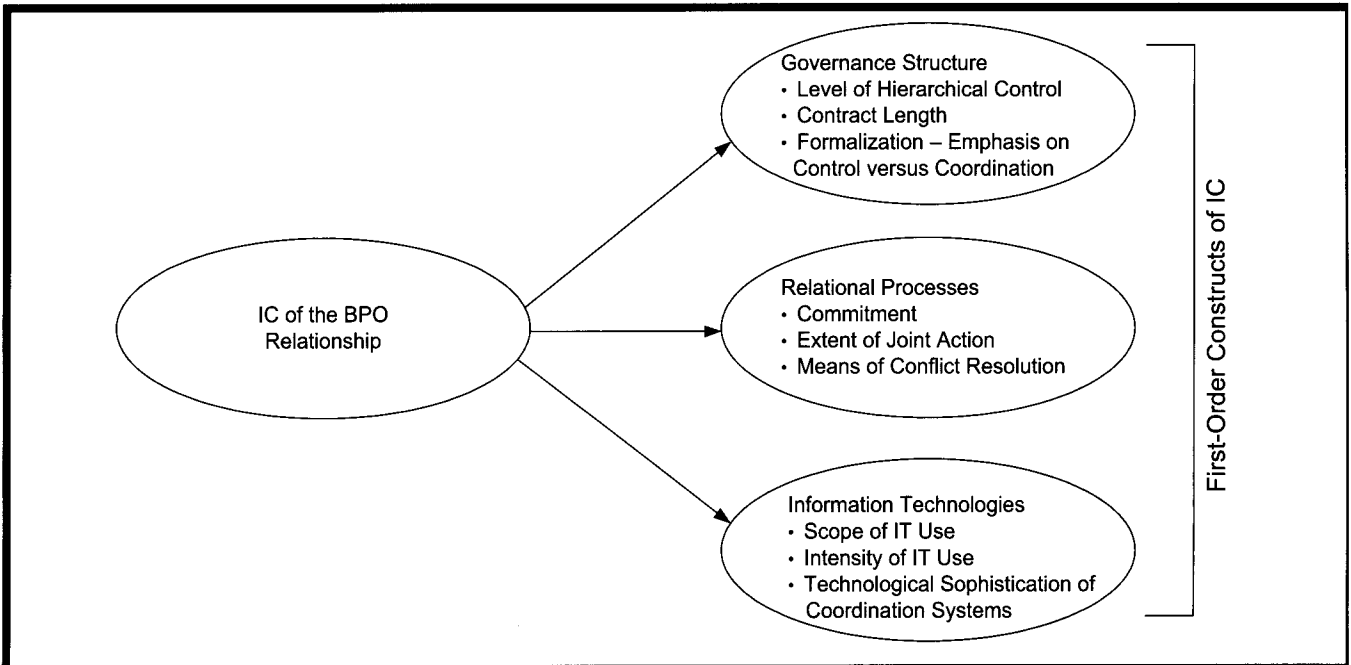 Governance Structure
• Level of Hierarchical Control
• Contract Length
• Formalization – Emphasis on
Control versus Coordination
IC of the BPO
Relationship
Relational Processes
• Commitment
• Extent of Joint Action
• Means of Conflict Resolution
Information Technologies
• Scope of IT Use
• Intensity of IT Use
• Technological Sophistication of
Coordination Systems
First-Order Constructs of IC